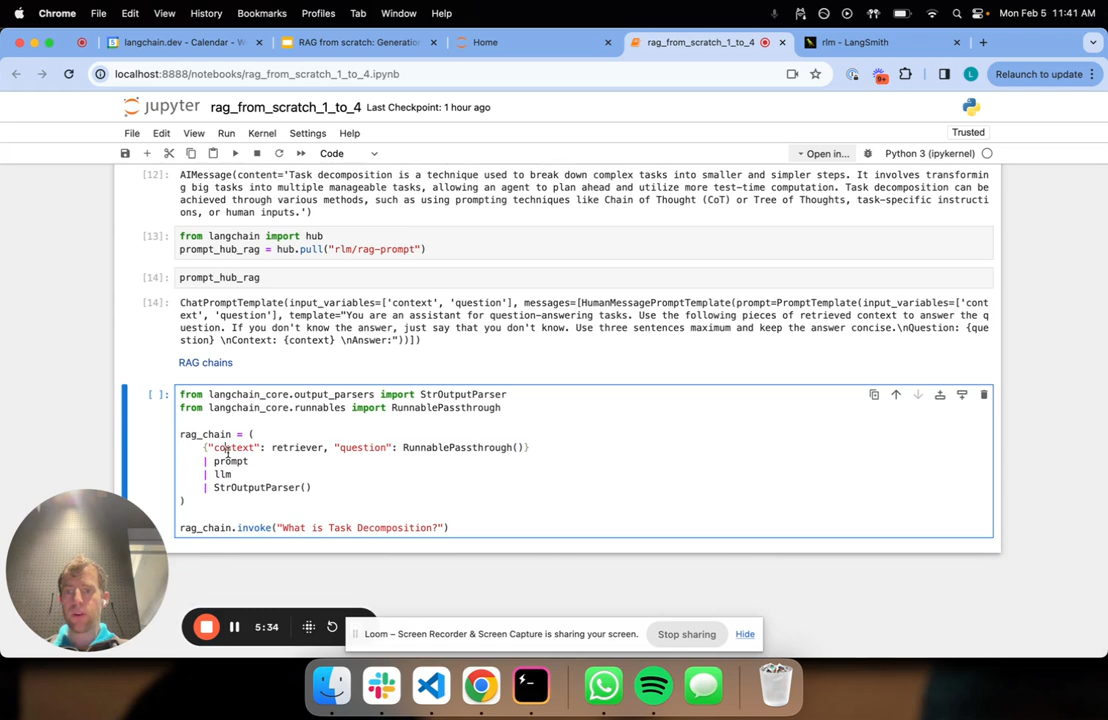 Chrome File Edit View History Bookmarks Profiles Tab Window Help Mon Feb 5 11:41 AM
langchain.dev - Calendar - W
RAG from scratch: Generation
Home
rag_from_scratch_1_to_4
rlm - LangSmith
localhost:8888/notebooks/rag_from_scratch_1_to_4.ipynb
9+
L
Relaunch to update
jupyter rag_from_scratch_1_to_4 Last Checkpoint: 1 hour ago
File Edit View Run Kernel Settings Help
Trusted
Code
Open in...
Python 3 (ipykernel)
[12]: AIMessage(content='Task decomposition is a technique used to break down complex tasks into smaller and simpler steps. It involves transformin
g big tasks into multiple manageable tasks, allowing an agent to plan ahead and utilize more test-time computation. Task decomposition can be
achieved through various methods, such as using prompting techniques like Chain of Thought (CoT) or Tree of Thoughts, task-specific instructi
ons, or human inputs.')
[13]: from langchain import hub
prompt_hub_rag = hub.pull("rlm/rag-prompt")
[14]: prompt_hub_rag
[14]: ChatPromptTemplate(input_variables=['context', 'question'], messages=[HumanMessagePromptTemplate(prompt=PromptTemplate(input_variables=['cont
ext', 'question'], template="You are an assistant for question-answering tasks. Use the following pieces of retrieved context to answer the q
uestion. If you don't know the answer, just say that you don't know. Use three sentences maximum and keep the answer concise.\nQuestion: {que
stion} \nContext: {context} \nAnswer:"))])
RAG chains
[ ]: from langchain_core.output_parsers import StrOutputParser
from langchain_core.runnables import RunnablePassthrough
rag_chain = (
{"context": retriever, "question": RunnablePassthrough()}
| prompt
| llm
| StrOutputParser()
)
rag_chain.invoke("What is Task Decomposition?")
5:34
Loom – Screen Recorder & Screen Capture is sharing your screen.
Stop sharing
Hide